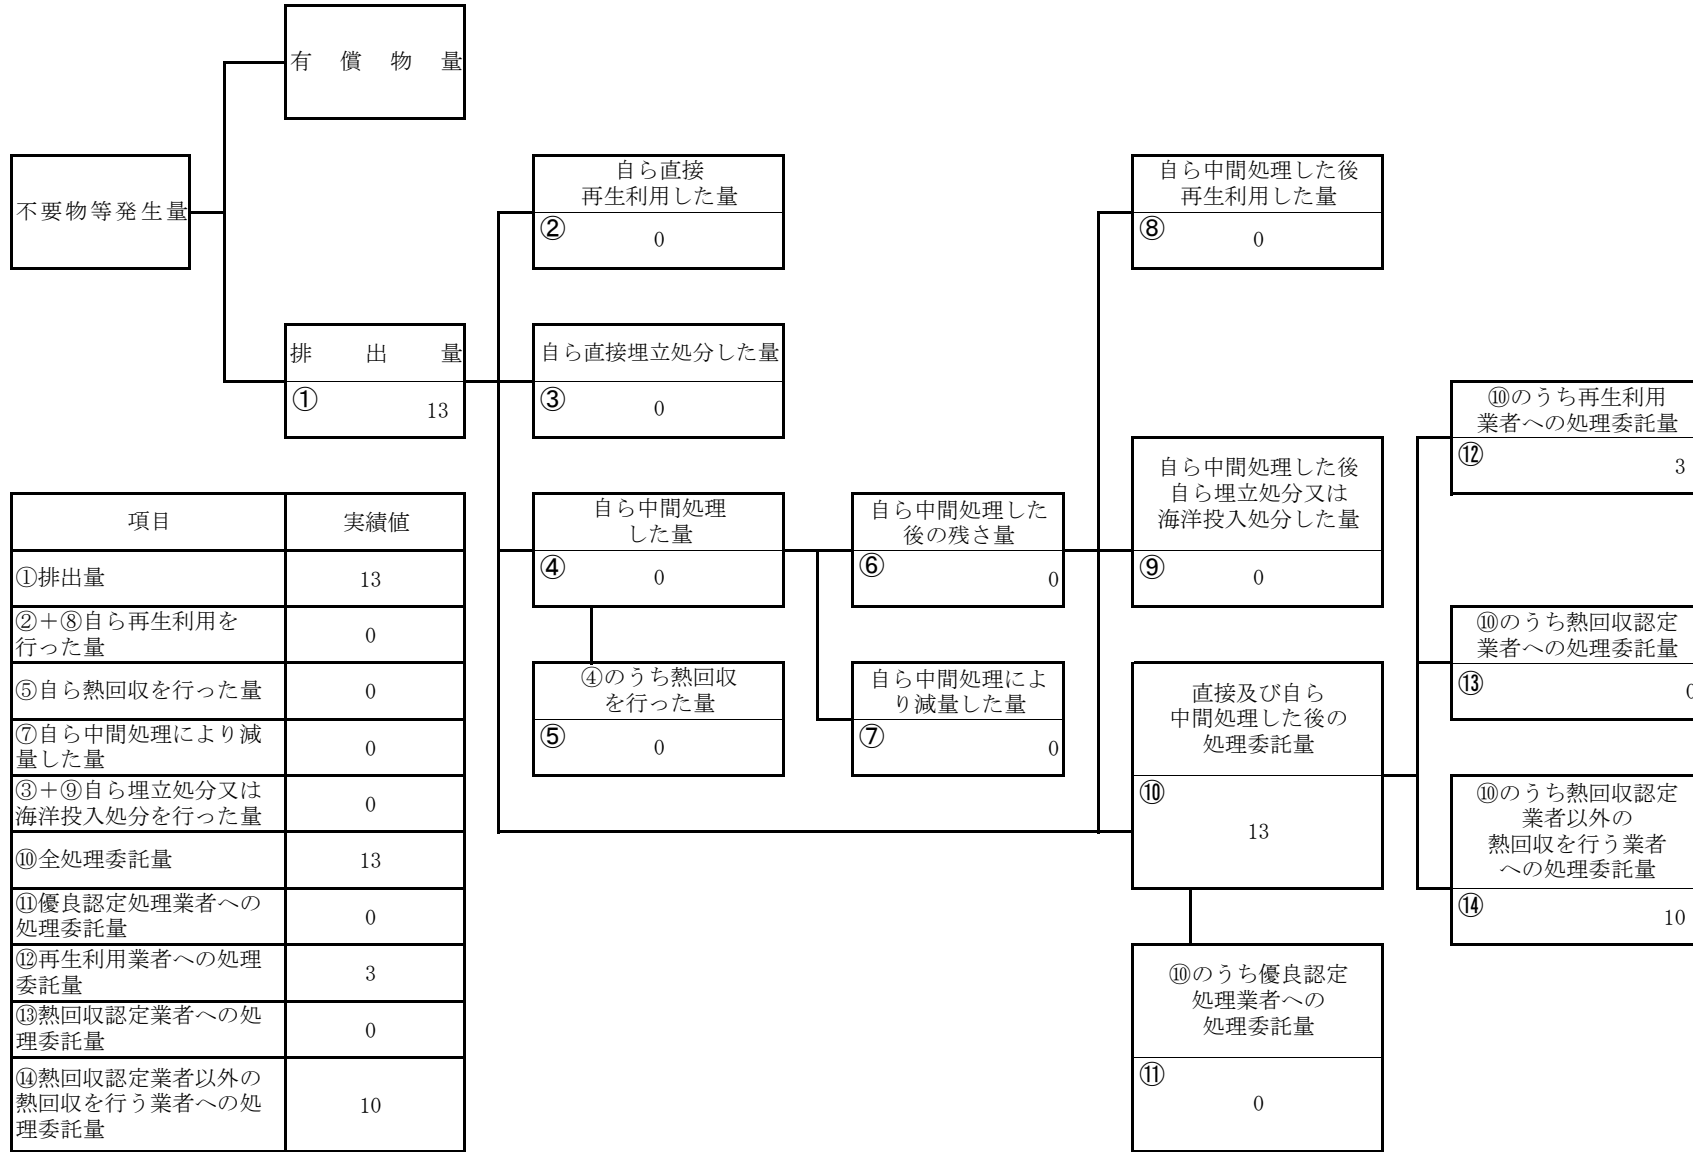 有償物量
不要物等発生量
自ら直接
再生利用した量
②
0
自ら中間処理した後
再生利用した量
⑧
0
排出量
①
13
自ら直接埋立処分した量
③
0
⑩のうち再生利用
業者への処理委託量
⑫
3
自ら中間処理した後
自ら埋立処分又は
海洋投入処分した量
⑨
0
自ら中間処理
した量
④
0
自ら中間処理した
後の残さ量
⑥
0
⑩のうち熱回収認定
業者への処理委託量
⑬
0
④のうち熱回収
を行った量
⑤
0
自ら中間処理によ
り減量した量
⑦
0
直接及び自ら
中間処理した後の
処理委託量
⑩
13
⑩のうち熱回収認定
業者以外の
熱回収を行う業者
への処理委託量
⑭
10
⑩のうち優良認定
処理業者への
処理委託量
⑪
0
項目 実績値
①排出量 13
②+⑧自ら再生利用を
行った量 0
⑤自ら熱回収を行った量 0
⑦自ら中間処理により減
量した量 0
③+⑨自ら埋立処分又は
海洋投入処分を行った量 0
⑩全処理委託量 13
⑪優良認定処理業者への
処理委託量 0
⑫再生利用業者への処理
委託量 3
⑬熱回収認定業者への処
理委託量 0
⑭熱回収認定業者以外の
熱回収を行う業者への処
理委託量 10